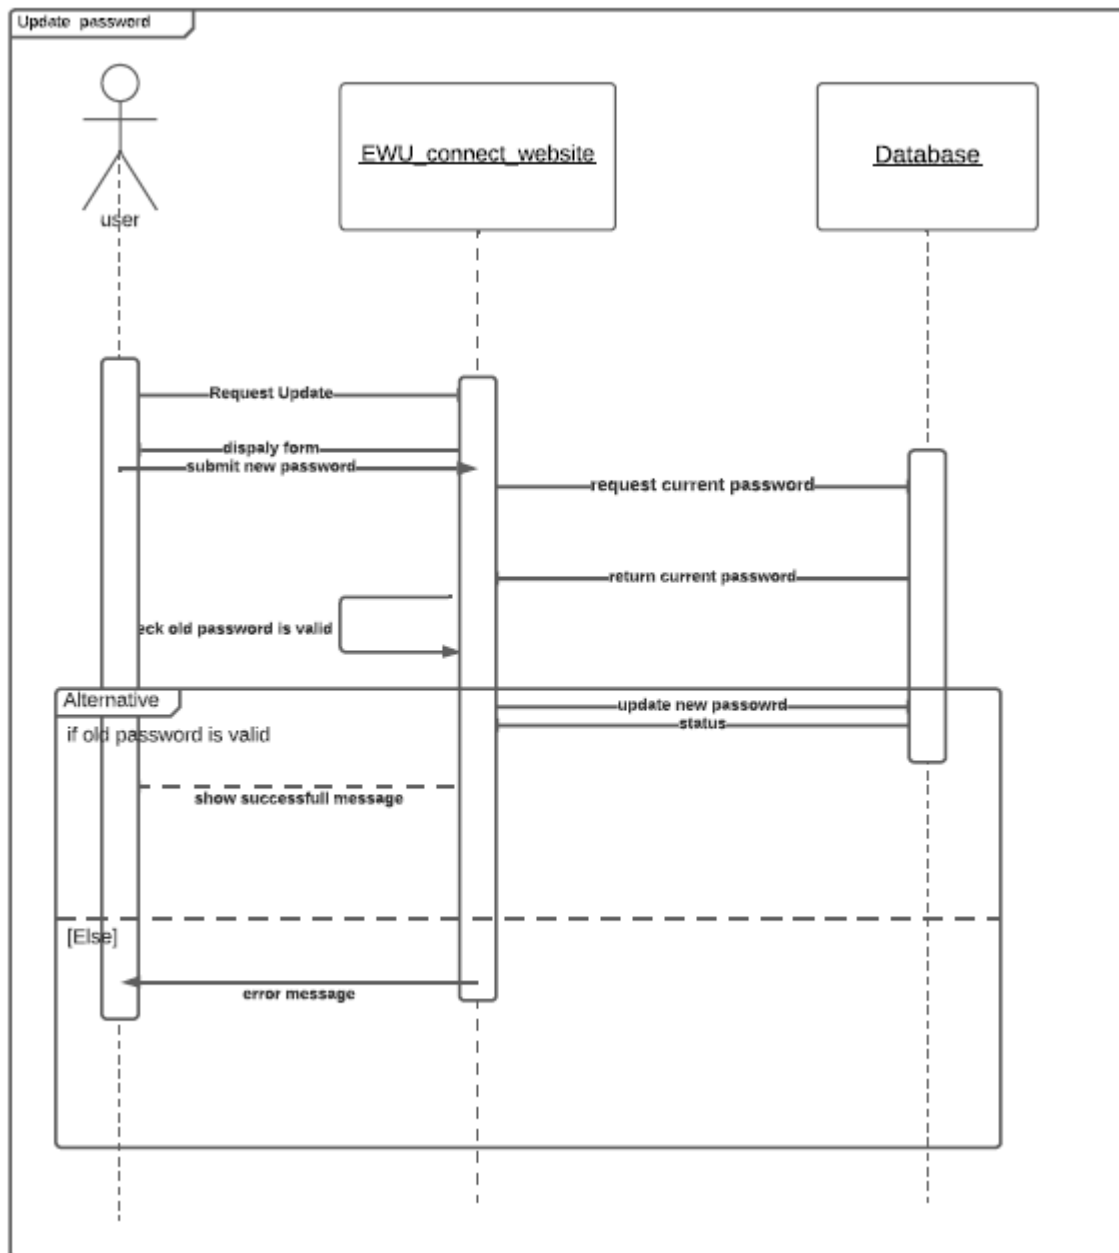 Update password
user
EWU_connect_website
Database
Request Update
dispaly form
submit new password
request current password
return current password
eck old password is valid
Alternative
update new passowrd
status
if old password is valid
show successfull message
[Else]
error message